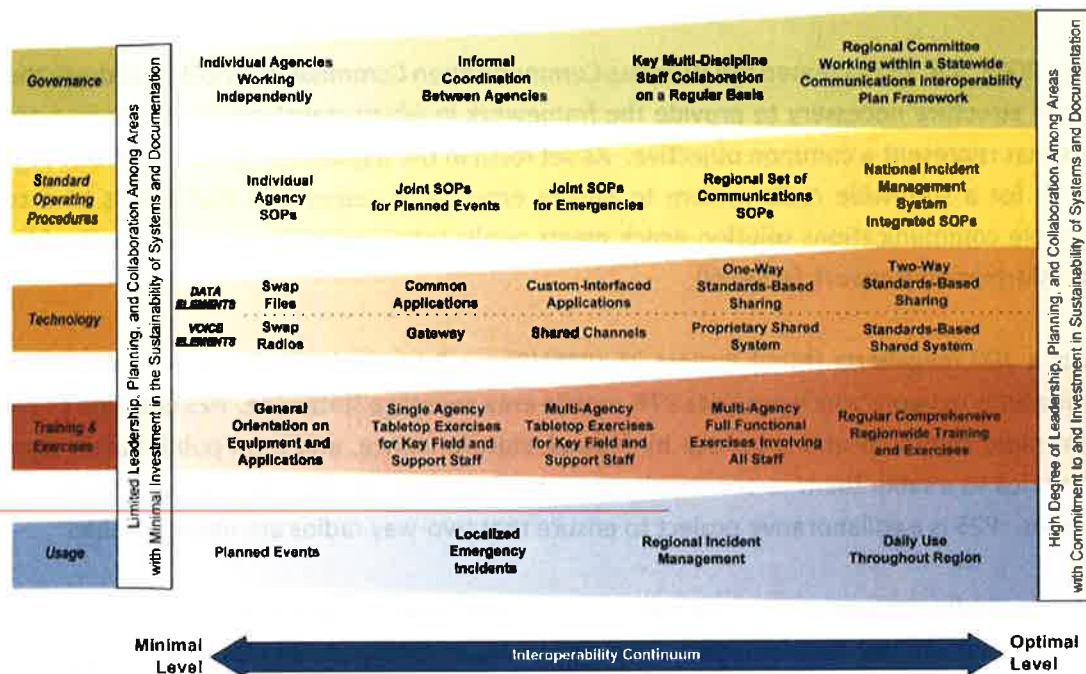 Governance
Individual Agencies
Working
Independently
Informal
Coordination
Between Agencies
Key Multi-Discipline
Staff Collaboration
on a Regular Basis
Regional Committee
Working within a Statewide
Communications Interoperability
Plan Framework
Standard
Operating
Procedures
Individual
Agency
SOPs
Joint SOPs
for Planned Events
Joint SOPs
for Emergencies
Regional Set of
Communications
SOPs
National Incident
Management
System
Integrated SOPs
Technology
DATA
ELEMENTS
Swap
Files
Common
Applications
Custom-Interfaced
Applications
One-Way
Standards-Based
Sharing
Two-Way
Standards-Based
Sharing
VOICE
ELEMENTS
Swap
Radios
Gateway
Shared Channels
Proprietary Shared
System
Standards-Based
Shared System
Training &
Exercises
General
Orientation on
Equipment and
Applications
Single Agency
Tabletop Exercises
for Key Field and
Support Staff
Multi-Agency
Tabletop Exercises
for Key Field and
Support Staff
Multi-Agency
Full Functional
Exercises Involving
All Staff
Regular Comprehensive
Regionwide Training
and Exercises
Usage
Planned Events
Localized
Emergency
Incidents
Regional Incident
Management
Daily Use
Throughout Region
Limited Leadership, Planning, and Collaboration Among Areas
with Minimal Investment in the Sustainability of Systems and Documentation
High Degree of Leadership, Planning, and Collaboration Among Areas
with Commitment to and Investment in Sustainability of Systems and Documentation
Minimal
Level
Interoperability Continuum
Optimal
Level